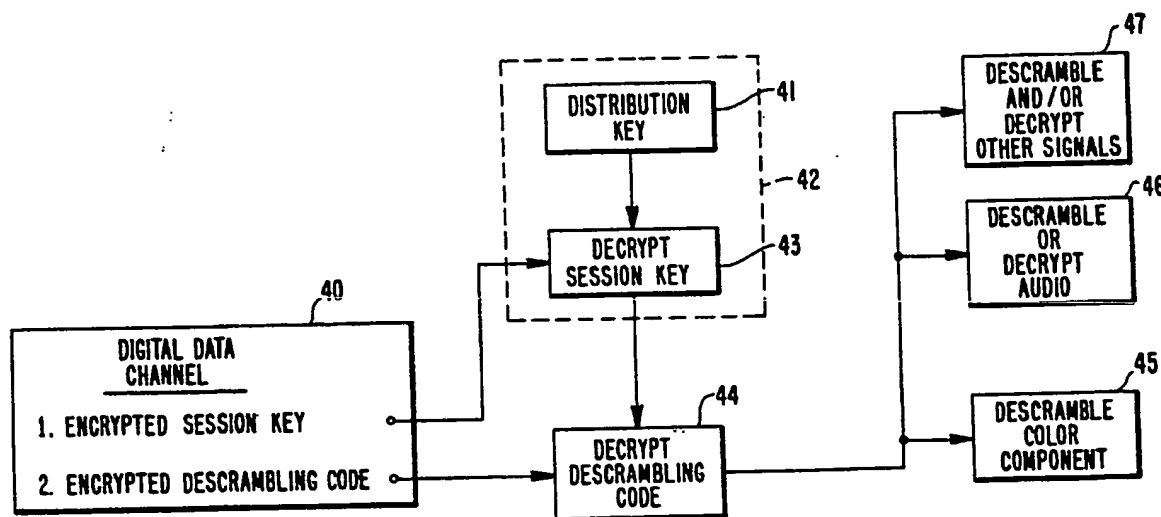 47
DESCRAMBLE
AND/OR
DECRYPT
OTHER SIGNALS
41
DISTRIBUTION
KEY
42
46
DESCRAMBLE
OR
DECRYPT
AUDIO
43
DECRYPT
SESSION KEY
40
DIGITAL DATA
CHANNEL
1. ENCRYPTED SESSION KEY
2. ENCRYPTED DESCRAMBLING CODE
44
DECRYPT
DESCRAMBLING
CODE
45
DESCRAMBLE
COLOR
COMPONENT